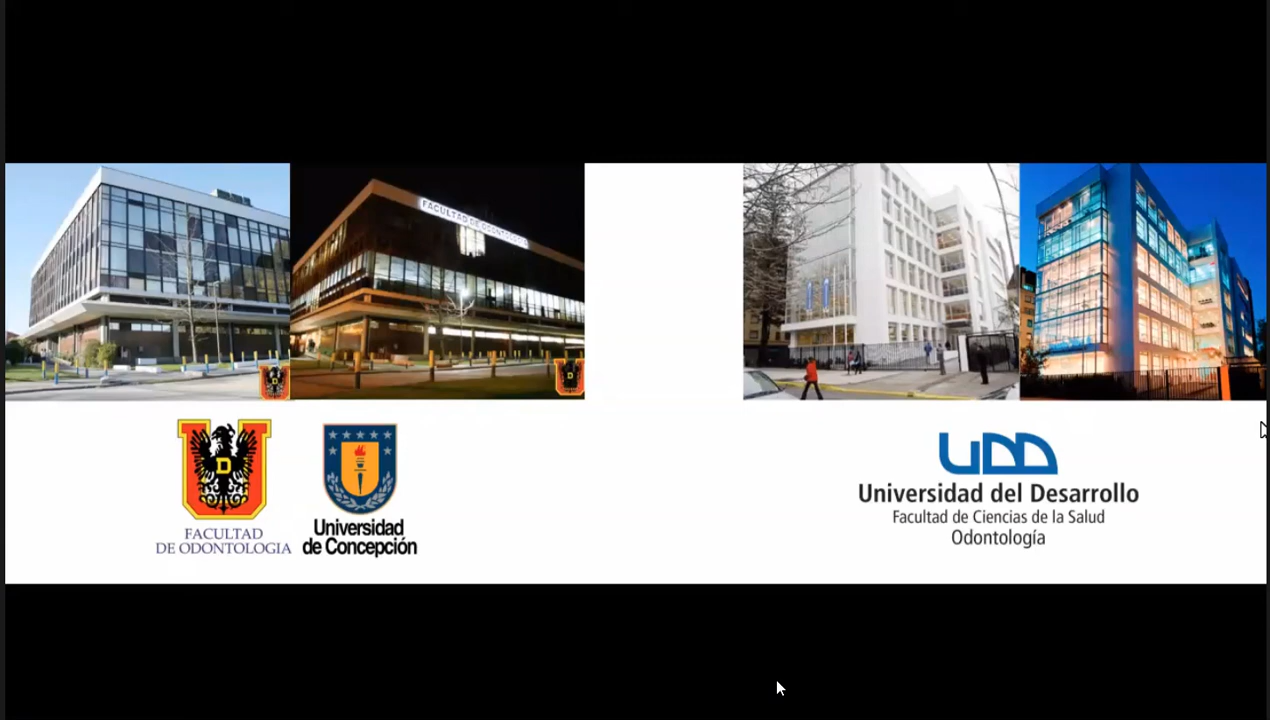 FACULTAD DE ODONTOLOGIA
D
FACULTAD
DE ODONTOLOGIA
Universidad
de Concepción
UDD
Universidad del Desarrollo
Facultad de Ciencias de la Salud
Odontología